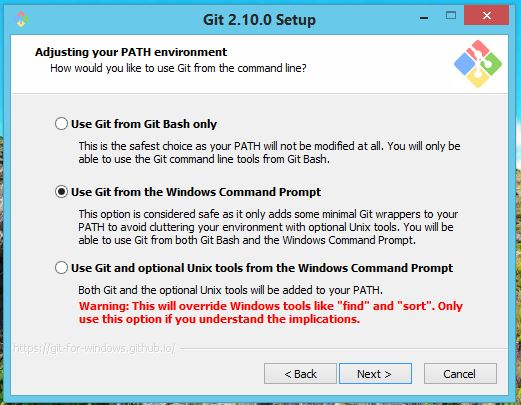 Git 2.10.0 Setup
Adjusting your PATH environment
How would you like to use Git from the command line?
Use Git from Git Bash only
This is the safest choice as your PATH will not be modified at all. You will only be
able to use the Git command line tools from Git Bash.
Use Git from the Windows Command Prompt
This option is considered safe as it only adds some minimal Git wrappers to your
PATH to avoid cluttering your environment with optional Unix tools. You will be
able to use Git from both Git Bash and the Windows Command Prompt.
Use Git and optional Unix tools from the Windows Command Prompt
Both Git and the optional Unix tools will be added to your PATH.
Warning: This will override Windows tools like "find" and "sort". Only
use this option if you understand the implications.
https://git-for-windows.github.io/
< Back
Next >
Cancel